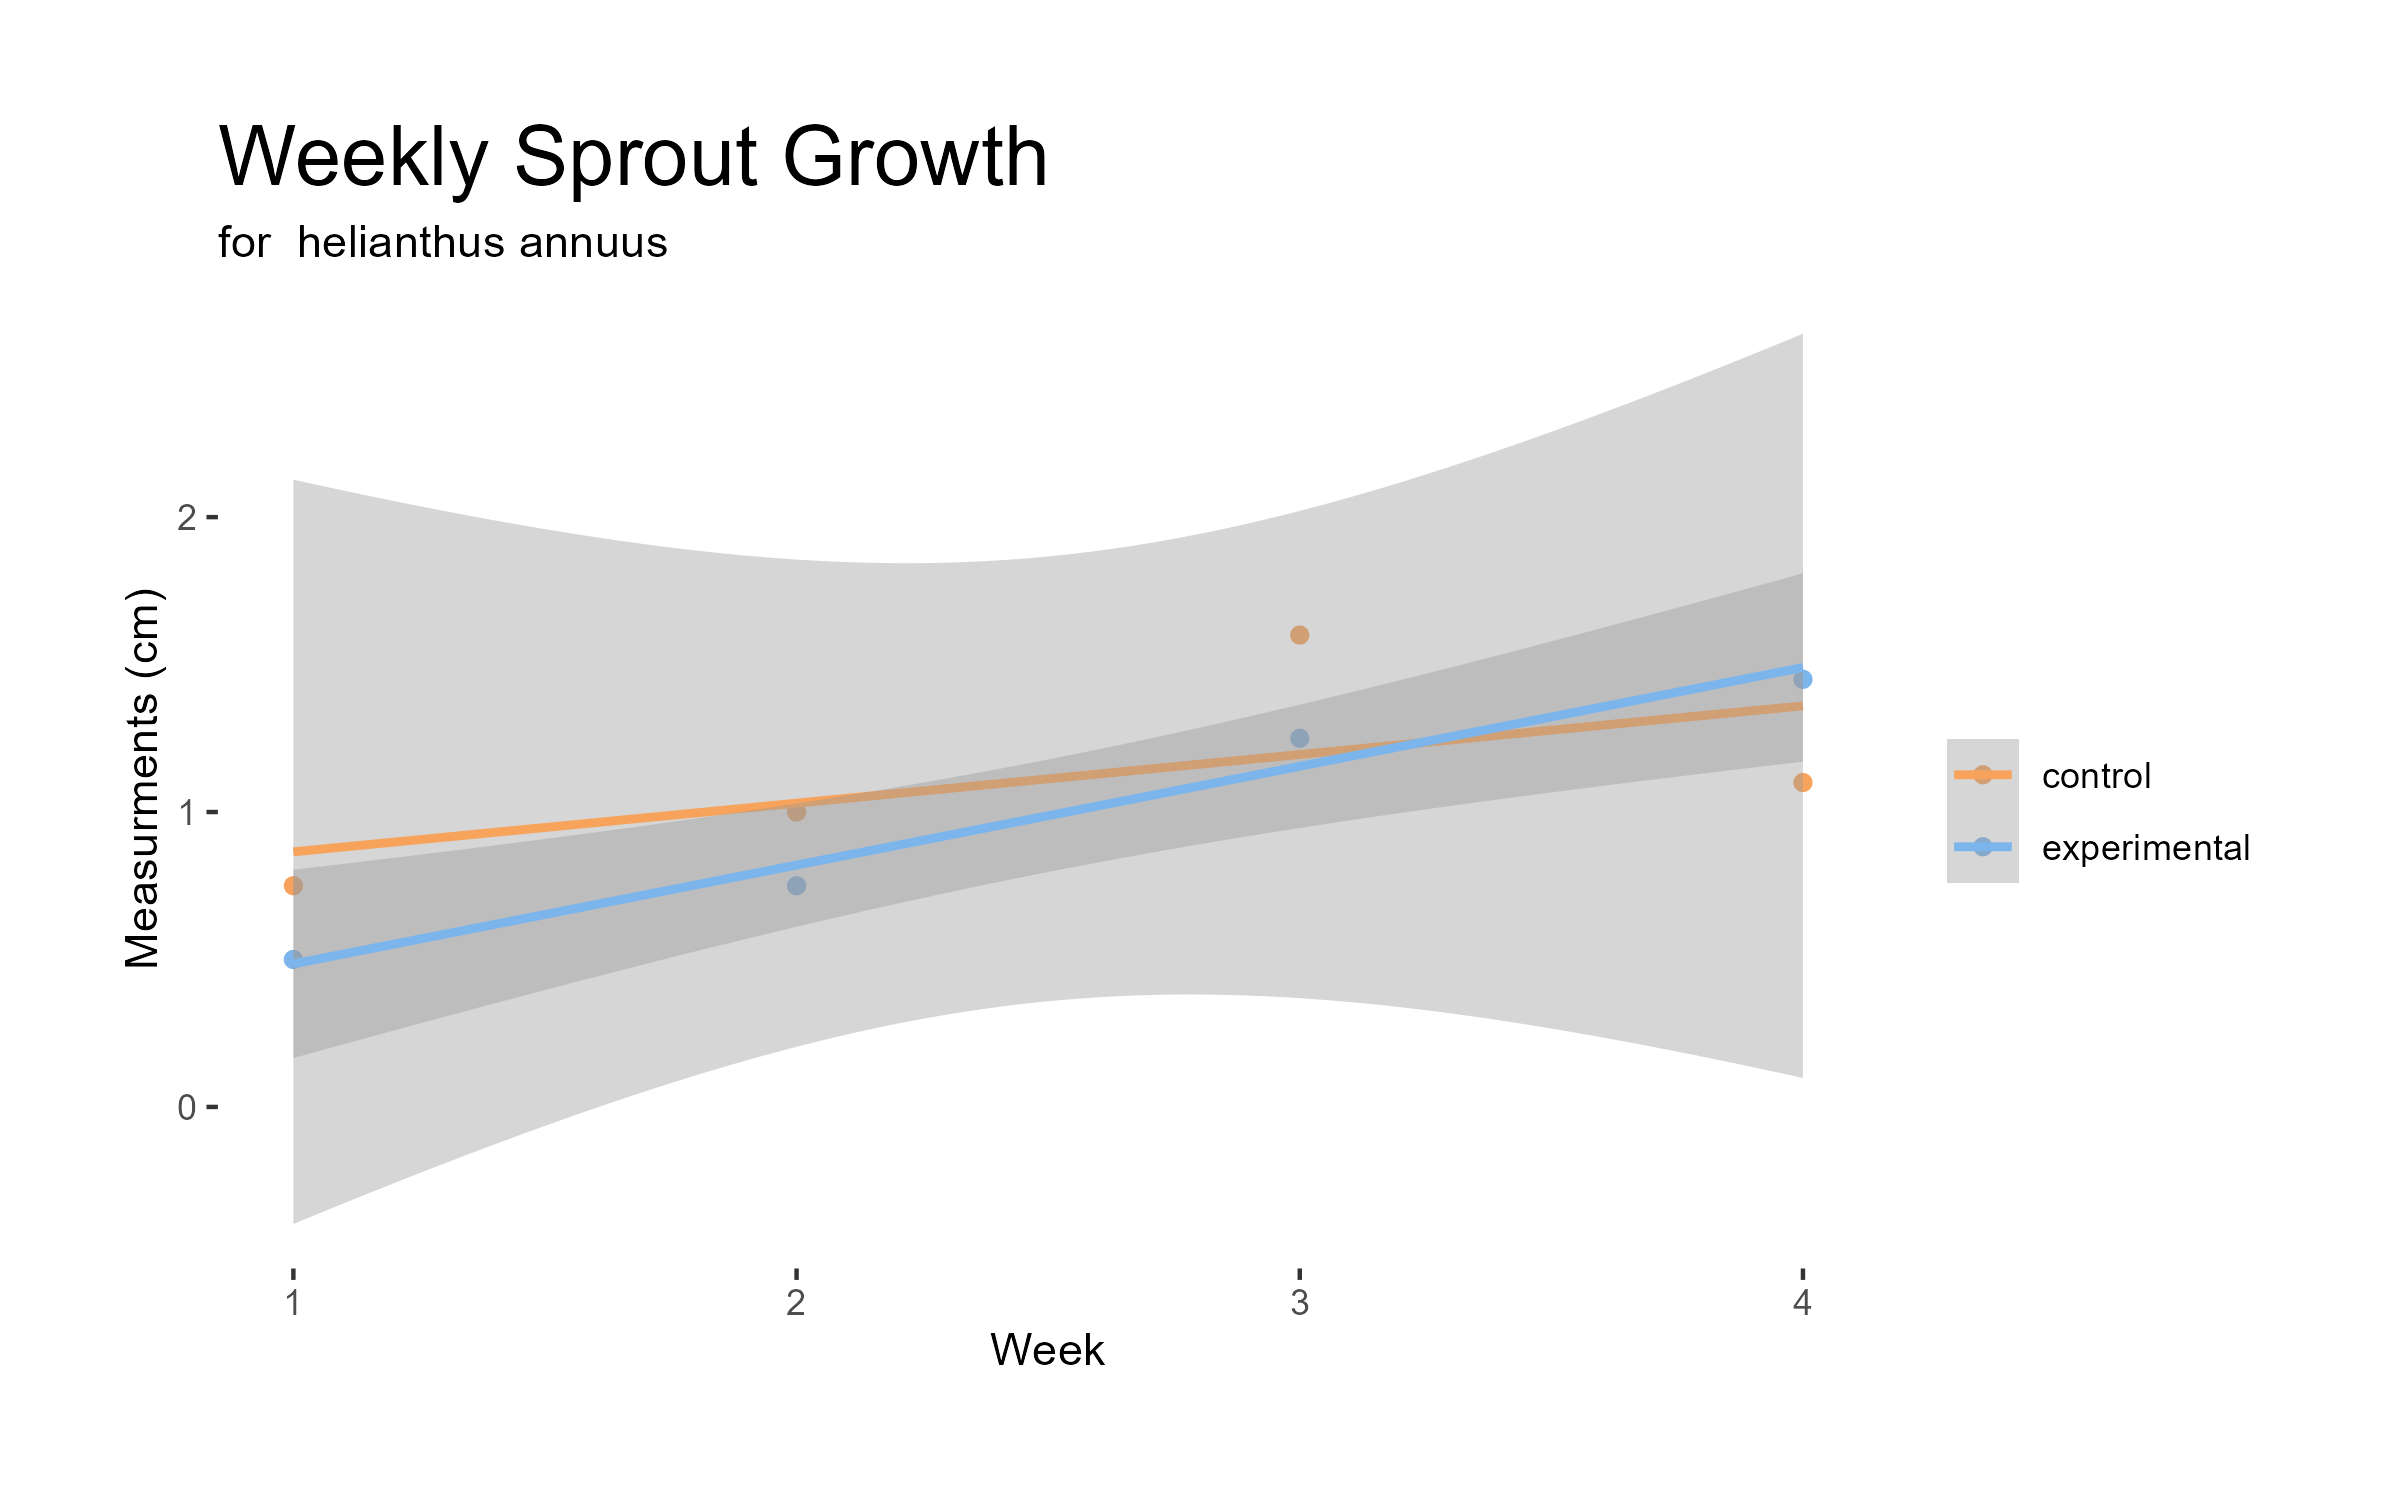 Weekly Sprout Growth
for  helianthus annuus
Measurments (cm)
2
1
0
1
2
3
4
Week
control
experimental